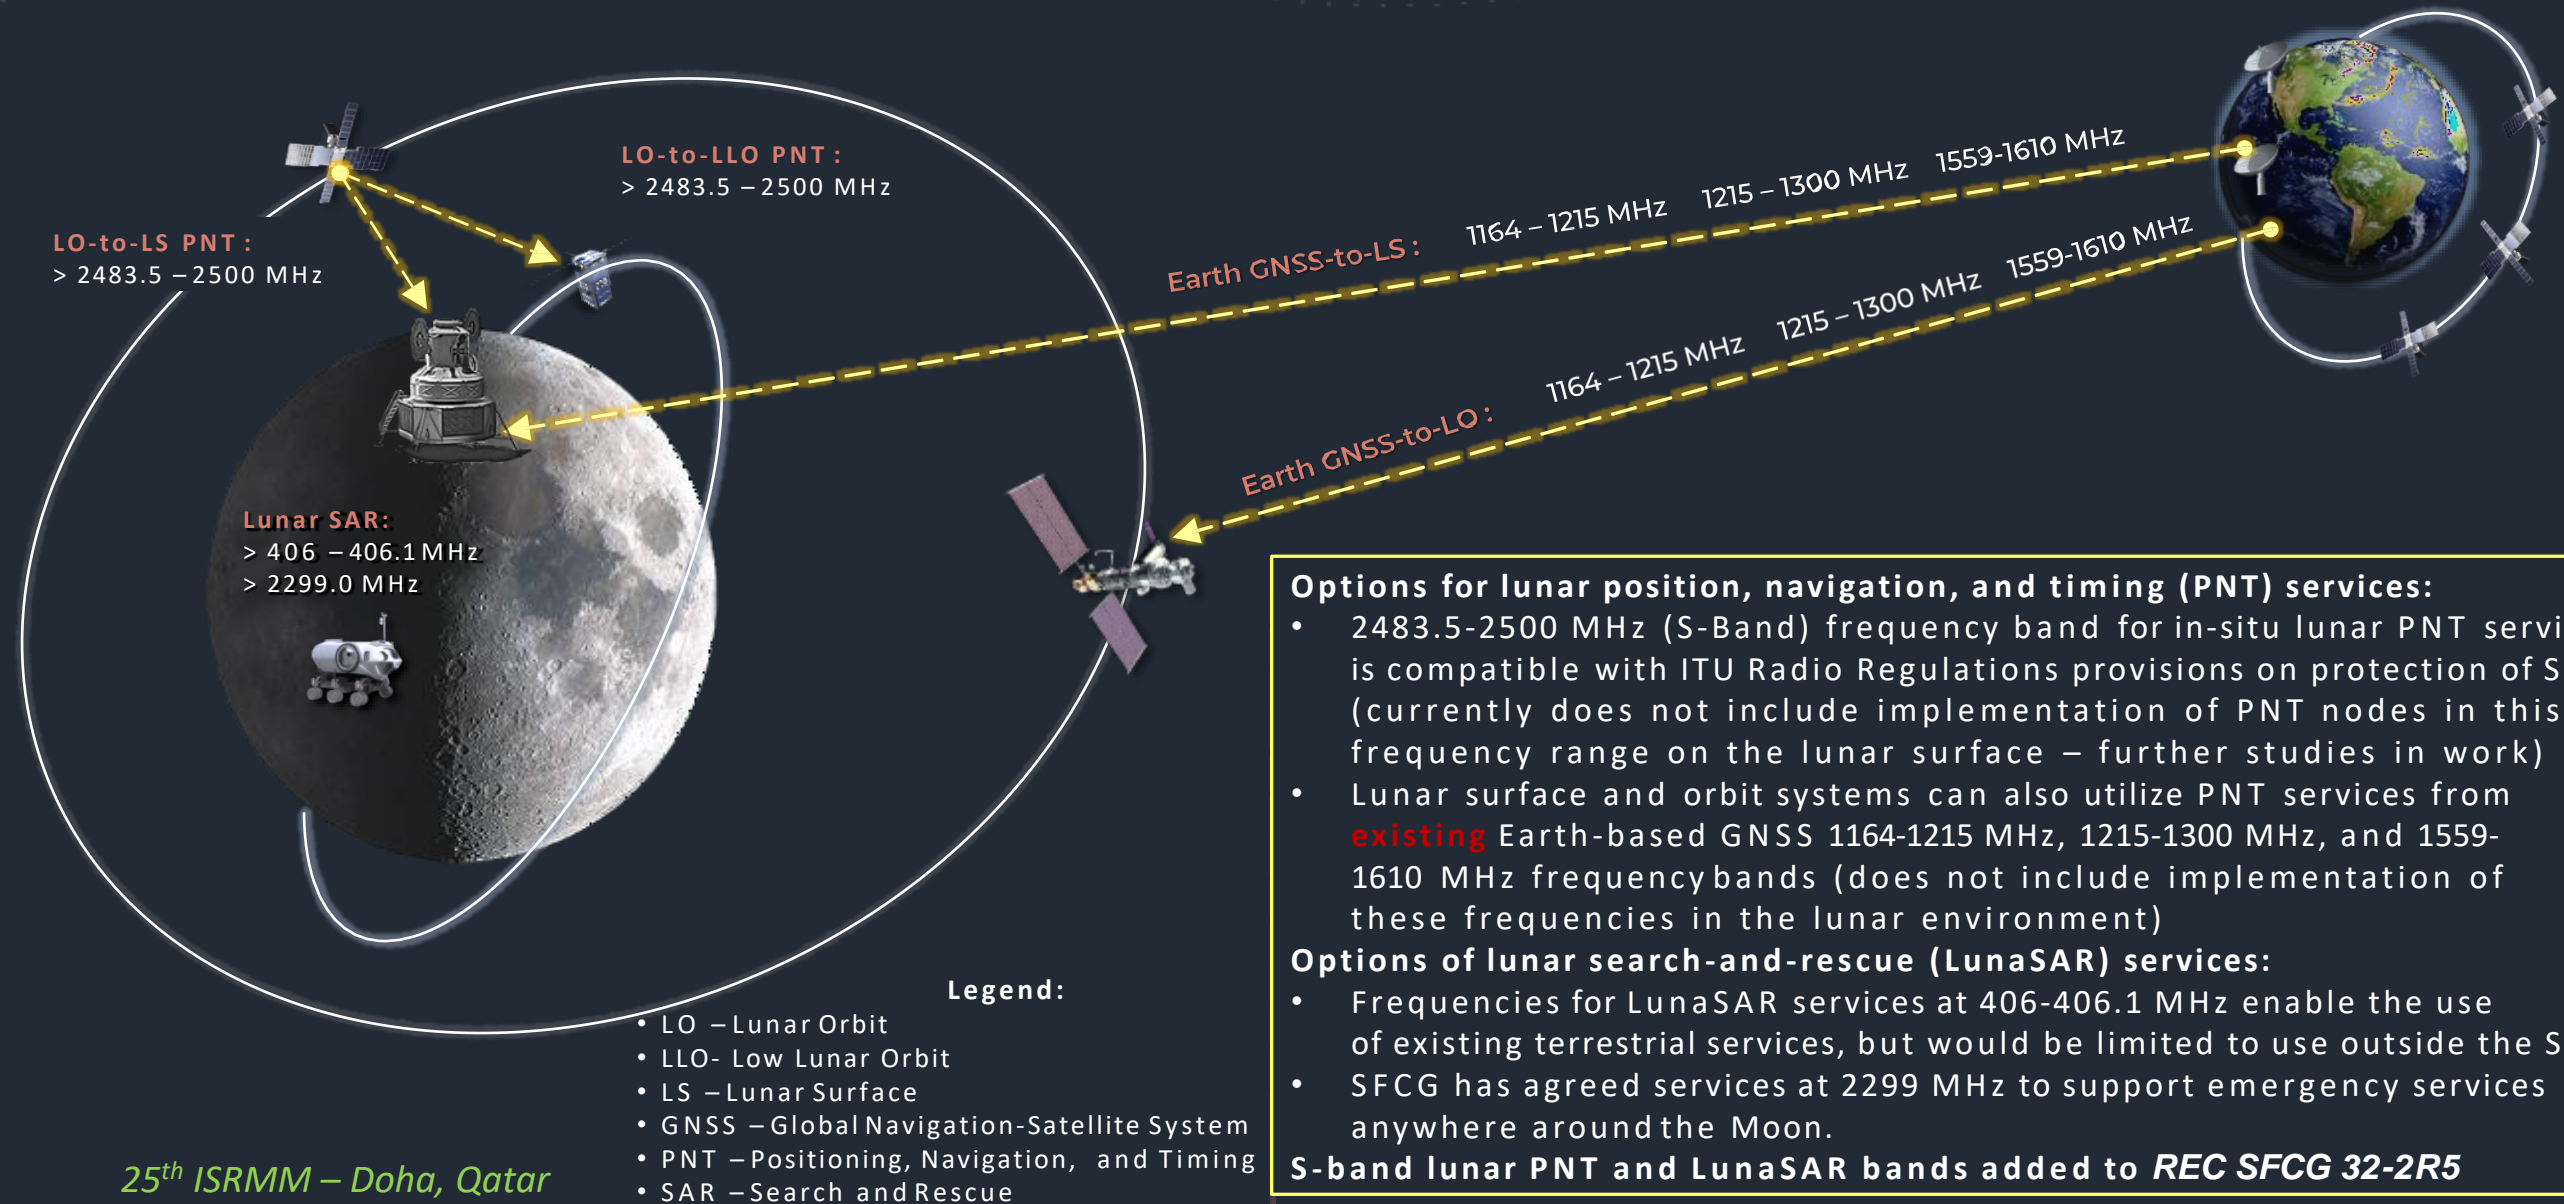 LO-to-LLO PNT :
> 2483.5 – 2500 MHz
LO-to-LS PNT :
> 2483.5 – 2500 MHz
Earth GNSS-to-LS : 1164 – 1215 MHz 1215 – 1300 MHz 1559-1610 MHz
Earth GNSS-to-LO : 1164 – 1215 MHz 1215 – 1300 MHz 1559-1610 MHz
Lunar SAR:
> 406 – 406.1 MHz
> 2299.0 MHz
Options for lunar position, navigation, and timing (PNT) services:
• 2483.5-2500 MHz (S-Band) frequency band for in-situ lunar PNT servi
is compatible with ITU Radio Regulations provisions on protection of S
(currently does not include implementation of PNT nodes in this
frequency range on the lunar surface – further studies in work)
• Lunar surface and orbit systems can also utilize PNT services from
existing Earth-based GNSS 1164-1215 MHz, 1215-1300 MHz, and 1559-
1610 MHz frequency bands (does not include implementation of
these frequencies in the lunar environment)
Options of lunar search-and-rescue (LunaSAR) services:
• Frequencies for LunaSAR services at 406-406.1 MHz enable the use
of existing terrestrial services, but would be limited to use outside the S
• SFCG has agreed services at 2299 MHz to support emergency services
anywhere around the Moon.
S-band lunar PNT and LunaSAR bands added to REC SFCG 32-2R5
Legend:
• LO – Lunar Orbit
• LLO- Low Lunar Orbit
• LS – Lunar Surface
• GNSS – Global Navigation-Satellite System
• PNT – Positioning, Navigation, and Timing
• SAR – Search and Rescue
25th ISRMM – Doha, Qatar